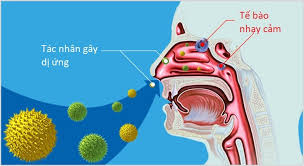 Tế bào
nhạy cảm
Tác nhân gây
dị ứng